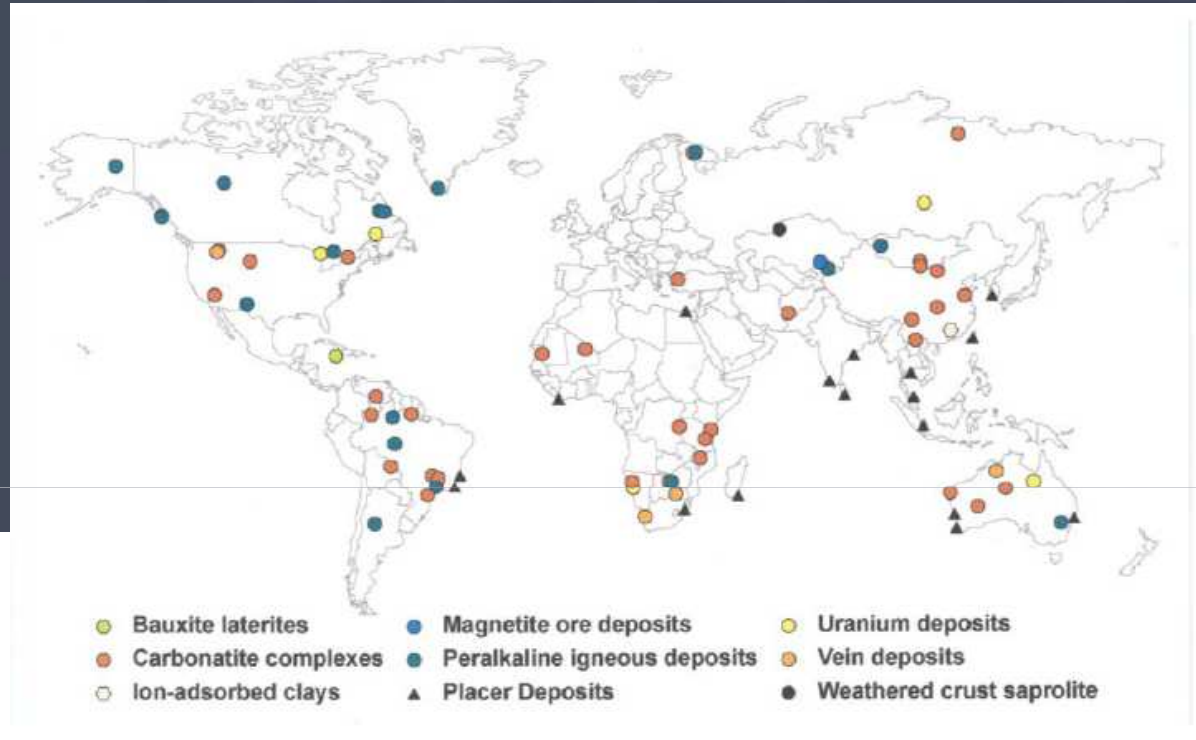 Bauxite laterites
Magnetite ore deposits
Uranium deposits
Carbonatite complexes
Peralkaline igneous deposits
Vein deposits
Ion-adsorbed clays
Placer Deposits
Weathered crust saprolite